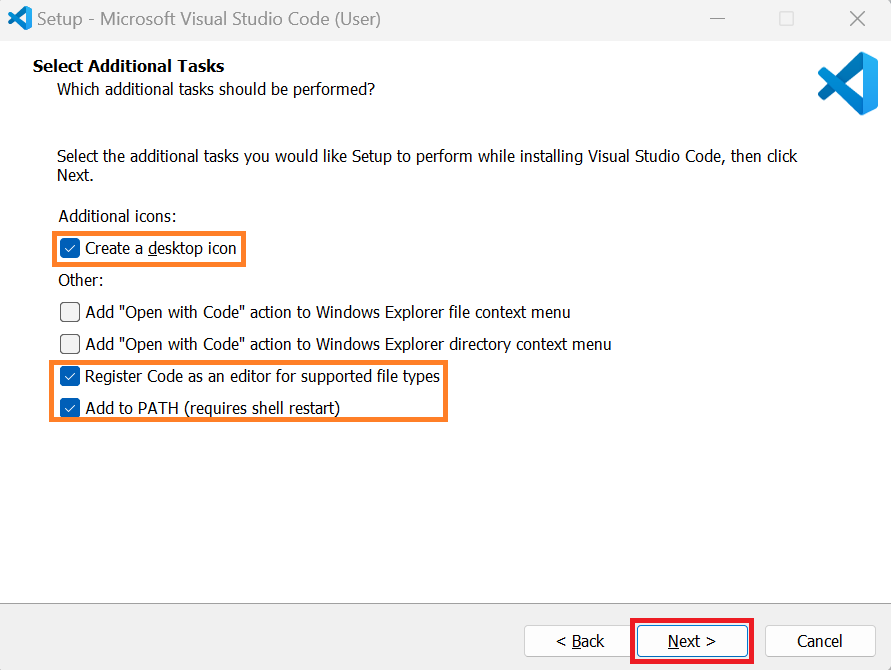 Setup - Microsoft Visual Studio Code (User)
Select Additional Tasks
Which additional tasks should be performed?
Select the additional tasks you would like Setup to perform while installing Visual Studio Code, then click
Next.
Additional icons:
Create a desktop icon
Other:
Add "Open with Code" action to Windows Explorer file context menu
Add "Open with Code" action to Windows Explorer directory context menu
Register Code as an editor for supported file types
Add to PATH (requires shell restart)
< Back Next > Cancel